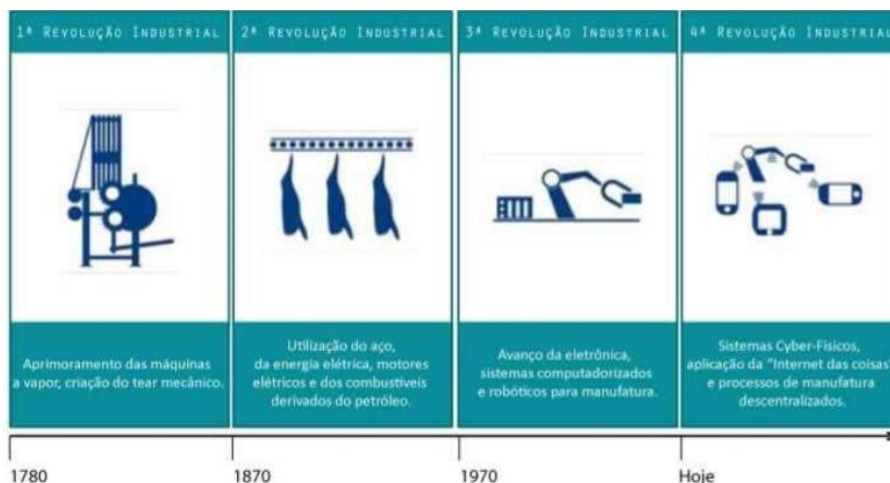 1ª REVOLUÇÃO INDUSTRIAL
2ª REVOLUÇÃO INDUSTRIAL
3ª REVOLUÇÃO INDUSTRIAL
4ª REVOLUÇÃO INDUSTRIAL
Aprimoramento das máquinas
a vapor, criação do tear mecânico.
Utilização do aço,
da energia elétrica, motores
elétricos e dos combustíveis
derivados do petróleo.
Avanço da eletrônica,
sistemas computadorizados
e robóticos para manufatura.
Sistemas Cyber-Físicos,
aplicação da "Internet das coisas"
e processos de manufatura
descentralizados.
1780
1870
1970
Hoje